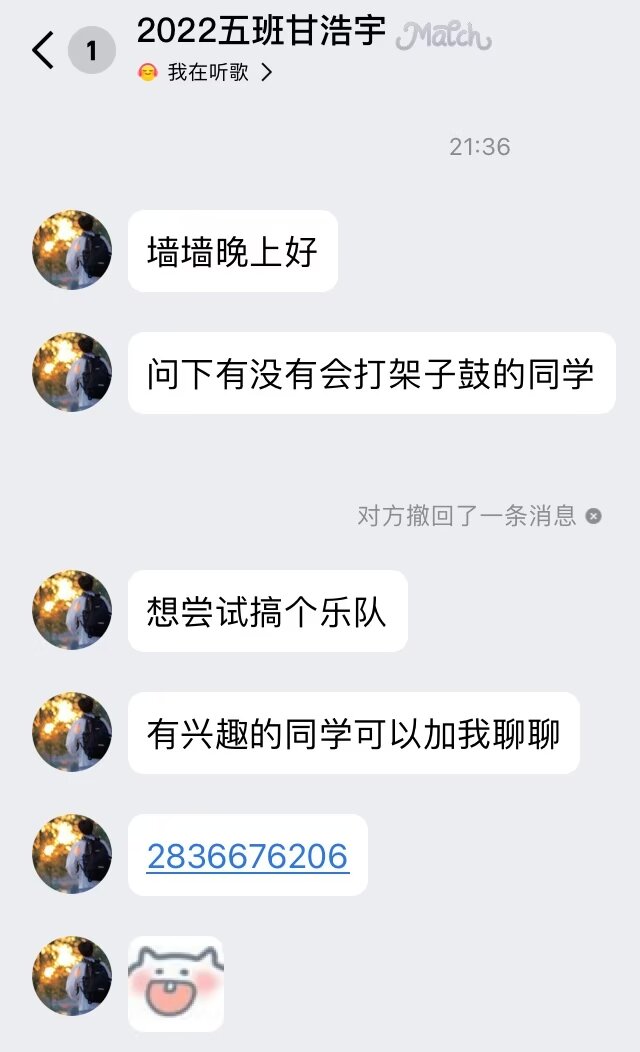 1
2022五班甘浩宇 Match
我在听歌
21:36
墙墙晚上好
问下有没有会打架子鼓的同学
对方撤回了一条消息
想尝试搞个乐队
有兴趣的同学可以加我聊聊
2836676206